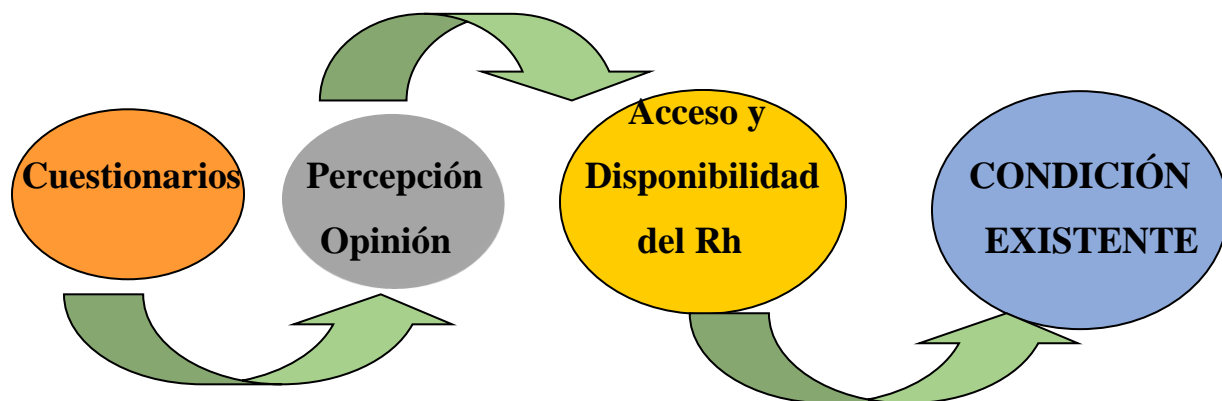 Cuestionarios
Percepción
Opinión
Acceso y
Disponibilidad
del Rh
CONDICIÓN
EXISTENTE